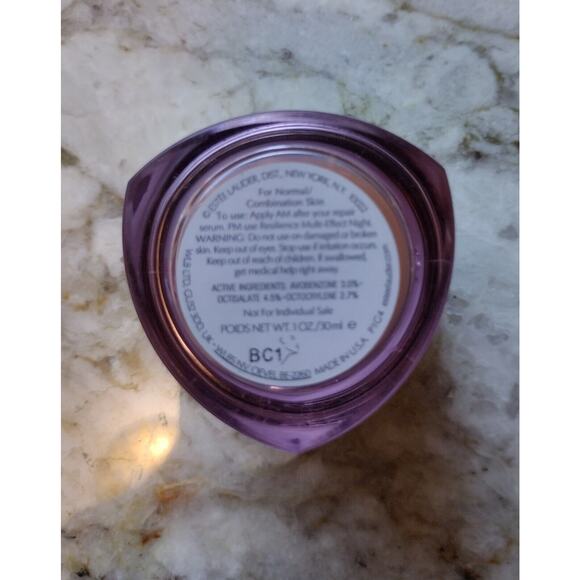 © ESTEE LAUDER, DIST., NEW YORK, N.Y. 10022
For Normal/
Combination Skin
To use: Apply AM after your repair
serum. PM use Resilience Multi-Effect Night.
WARNING: Do not use on damaged or broken
skin. Keep out of eyes. Stop use if irritation occurs.
Keep out of reach of children. If swallowed,
get medical help right away.
ACTIVE INGREDIENTS: AVOBENZONE 3.0%•
OCTISALATE 4.5%•OCTOCRYLENE 2.7%
Not For Individual Sale
POIDS NET WT. 1 OZ/30ml e
BC1
MADE IN U.S.A. PYC4
esteelauder.com